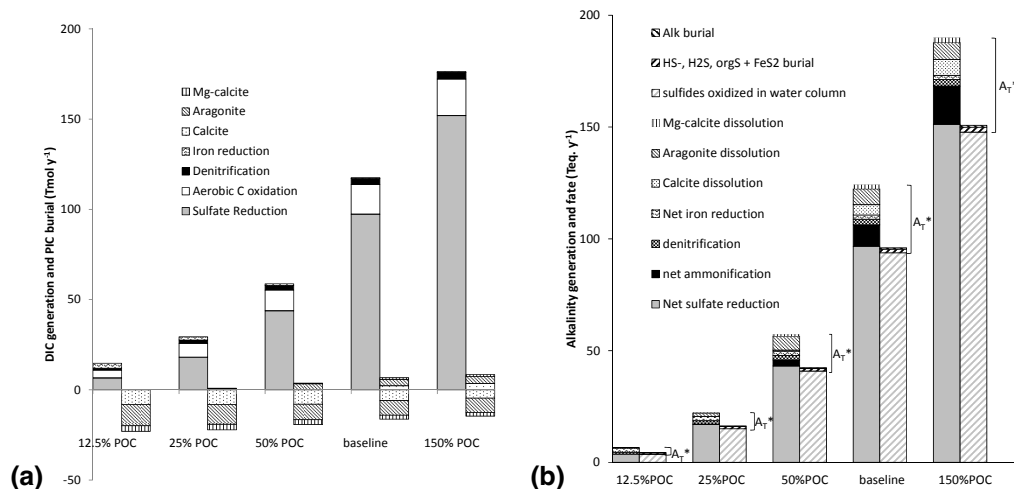 200
150
100
50
0
-50
DIC generation and PIC burial (Tmol y⁻¹)
Mg-calcite
Aragonite
Calcite
Iron reduction
Denitrification
Aerobic C oxidation
Sulfate Reduction
12.5% POC
25% POC
50% POC
baseline
150% POC
(a)
200
150
100
50
0
Alkalinity generation and fate (Teq. y⁻¹)
Alk burial
HS-, H2S, orgS + FeS2 burial
sulfides oxidized in water column
Mg-calcite dissolution
Aragonite dissolution
Calcite dissolution
Net iron reduction
denitrification
net ammonification
Net sulfate reduction
A_T*
A_T*
A_T*
A_T*
A_T*
12.5%POC
25%POC
50%POC
baseline
150%POC
(b)